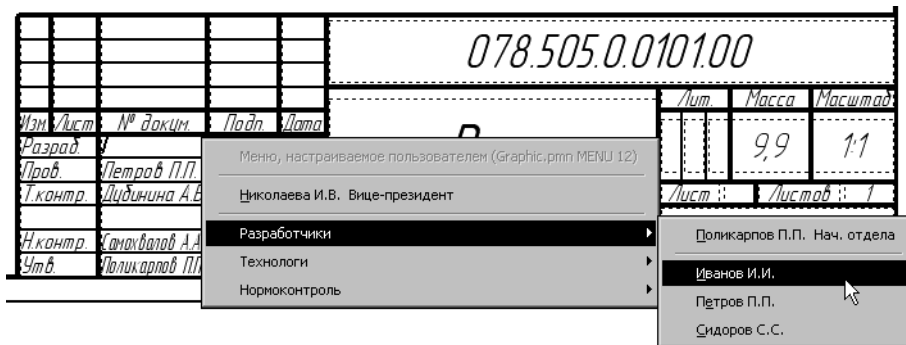 078.505.0.0101.00
Лит. Масса Масштаб
Изм. Лист № докум. Подп. Дата
9,9 1:1
Разраб.
Пров. Петров П.П.
Т.контр. Дубинина А.В
Лист Листов 1
Н.контр. Самохвалов А.А
Утв. Поликарпов П.П
Меню, настраиваемое пользователем (Graphic.pmn MENU 12)
Николаева И.В. Вице-президент
Разработчики
Технологи
Нормоконтроль
Поликарпов П.П. Нач. отдела
Иванов И.И.
Петров П.П.
Сидоров С.С.